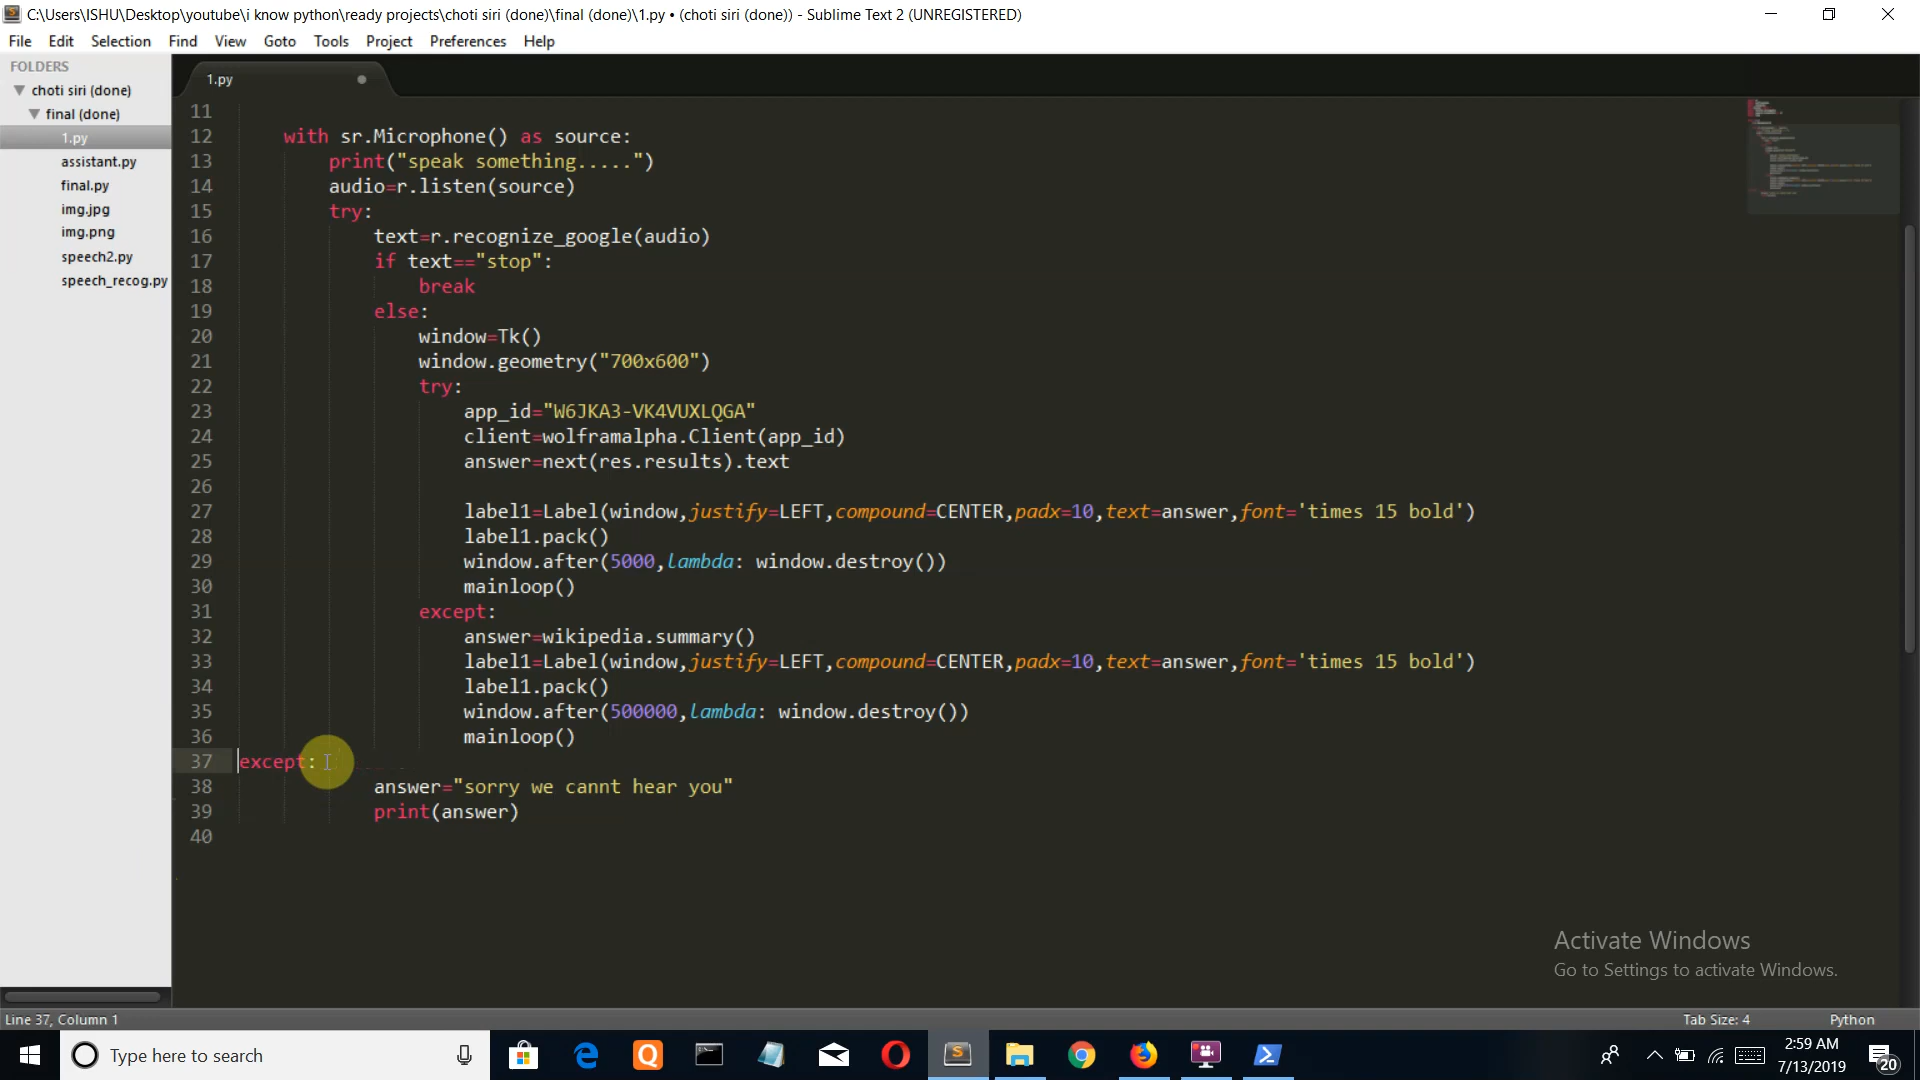 C:\Users\ISHU\Desktop\youtube\i know python\ready projects\choti siri (done)\final (done)\1.py • (choti siri (done)) - Sublime Text 2 (UNREGISTERED)
File Edit Selection Find View Goto Tools Project Preferences Help
FOLDERS
choti siri (done)
final (done)
1.py
assistant.py
final.py
img.jpg
img.png
speech2.py
speech_recog.py
1.py
11
12 with sr.Microphone() as source:
13 print("speak something.....")
14 audio=r.listen(source)
15 try:
16 text=r.recognize_google(audio)
17 if text=="stop":
18 break
19 else:
20 window=Tk()
21 window.geometry("700x600")
22 try:
23 app_id="W6JKA3-VK4VUXLQGA"
24 client=wolframalpha.Client(app_id)
25 answer=next(res.results).text
26
27 label1=Label(window,justify=LEFT,compound=CENTER,padx=10,text=answer,font='times 15 bold')
28 label1.pack()
29 window.after(5000,lambda: window.destroy())
30 mainloop()
31 except:
32 answer=wikipedia.summary()
33 label1=Label(window,justify=LEFT,compound=CENTER,padx=10,text=answer,font='times 15 bold')
34 label1.pack()
35 window.after(500000,lambda: window.destroy())
36 mainloop()
37 except:
38 answer="sorry we cannt hear you"
39 print(answer)
40
Activate Windows
Go to Settings to activate Windows.
Line 37, Column 1
Tab Size: 4
Python
Type here to search
2:59 AM
7/13/2019
20